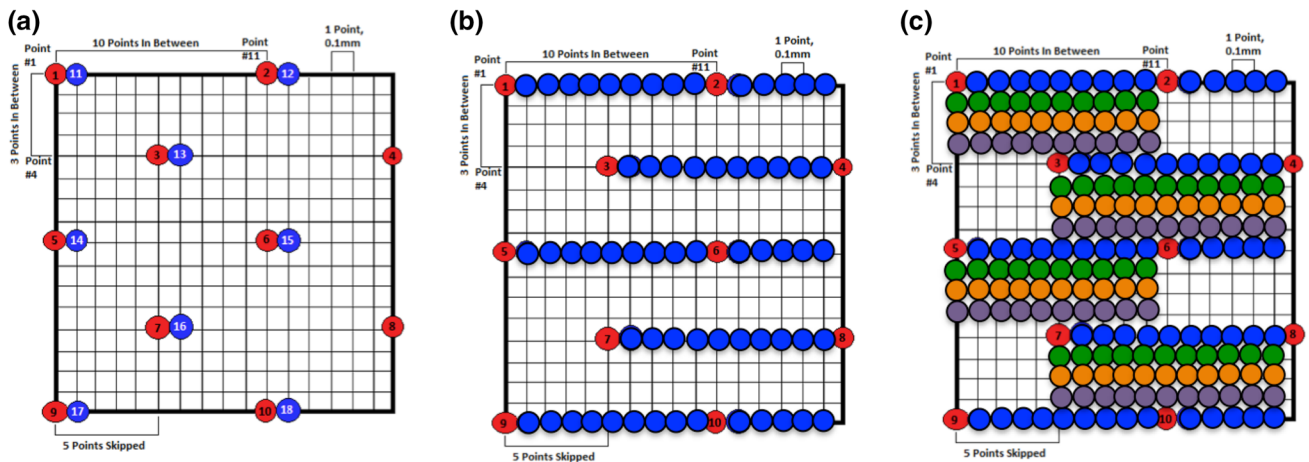 (a)
10 Points In Between
1 Point,
0.1mm
Point
#1
Point
#11
3 Points In Between
Point
#4
1 11 2 12
3 13 4
5 14 6 15
7 16 8
9 17 10 18
5 Points Skipped
(b)
10 Points In Between
1 Point,
0.1mm
Point
#1
Point
#11
3 Points In Between
Point
#4
1 2
3 4
5 6
7 8
9 10
5 Points Skipped
(c)
10 Points In Between
1 Point,
0.1mm
Point
#1
Point
#11
3 Points In Between
Point
#4
1 2
3 4
5 6
7 8
9 10
5 Points Skipped